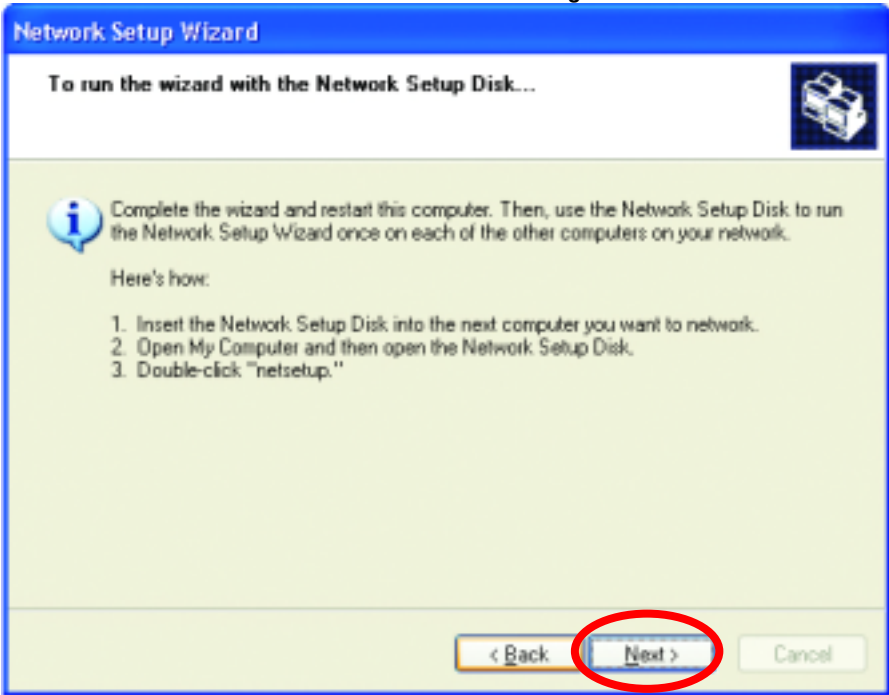 Network Setup Wizard
To run the wizard with the Network Setup Disk...
Complete the wizard and restart this computer. Then, use the Network Setup Disk to run
the Network Setup Wizard once on each of the other computers on your network.
Here's how:
1. Insert the Network Setup Disk into the next computer you want to network.
2. Open My Computer and then open the Network Setup Disk.
3. Double-click "netsetup."
< Back
Next >
Cancel